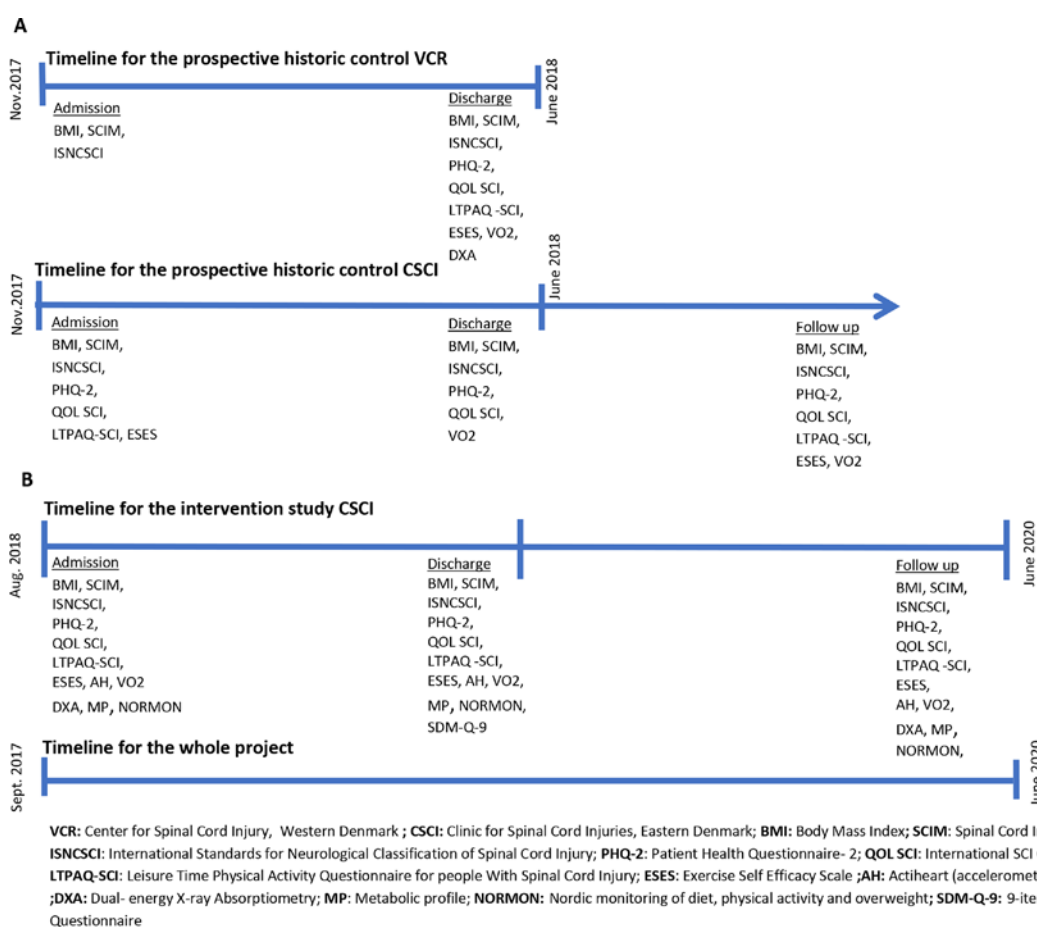 A
Timeline for the prospective historic control VCR
Nov.2017
June 2018
Admission
BMI, SCIM,
ISNCSCI
Discharge
BMI, SCIM,
ISNCSCI,
PHQ-2,
QOL SCI,
LTPAQ -SCI,
ESES, VO2,
DXA
Timeline for the prospective historic control CSCI
Nov.2017
June 2018
Admission
BMI, SCIM,
ISNCSCI,
PHQ-2,
QOL SCI,
LTPAQ-SCI, ESES
Discharge
BMI, SCIM,
ISNCSCI,
PHQ-2,
QOL SCI,
VO2
Follow up
BMI, SCIM,
ISNCSCI,
PHQ-2,
QOL SCI,
LTPAQ -SCI,
ESES, VO2
B
Timeline for the intervention study CSCI
Aug. 2018
June 2020
Admission
BMI, SCIM,
ISNCSCI,
PHQ-2,
QOL SCI,
LTPAQ-SCI,
ESES, AH, VO2
DXA, MP, NORMON
Discharge
BMI, SCIM,
ISNCSCI,
PHQ-2,
QOL SCI,
LTPAQ -SCI,
ESES, AH, VO2,
MP, NORMON,
SDM-Q-9
Follow up
BMI, SCIM,
ISNCSCI,
PHQ-2,
QOL SCI,
LTPAQ -SCI,
ESES,
AH, VO2,
DXA, MP,
NORMON,
Timeline for the whole project
Sept. 2017
June 2020
VCR: Center for Spinal Cord Injury, Western Denmark ; CSCI: Clinic for Spinal Cord Injuries, Eastern Denmark; BMI: Body Mass Index; SCIM: Spinal Cord
ISNCSCI: International Standards for Neurological Classification of Spinal Cord Injury; PHQ-2: Patient Health Questionnaire- 2; QOL SCI: International SCI
LTPAQ-SCI: Leisure Time Physical Activity Questionnaire for people With Spinal Cord Injury; ESES: Exercise Self Efficacy Scale ;AH: Actiheart
;DXA: Dual- energy X-ray Absorptiometry; MP: Metabolic profile; NORMON: Nordic monitoring of diet, physical activity and overweight; SDM-Q-9:
Questionnaire